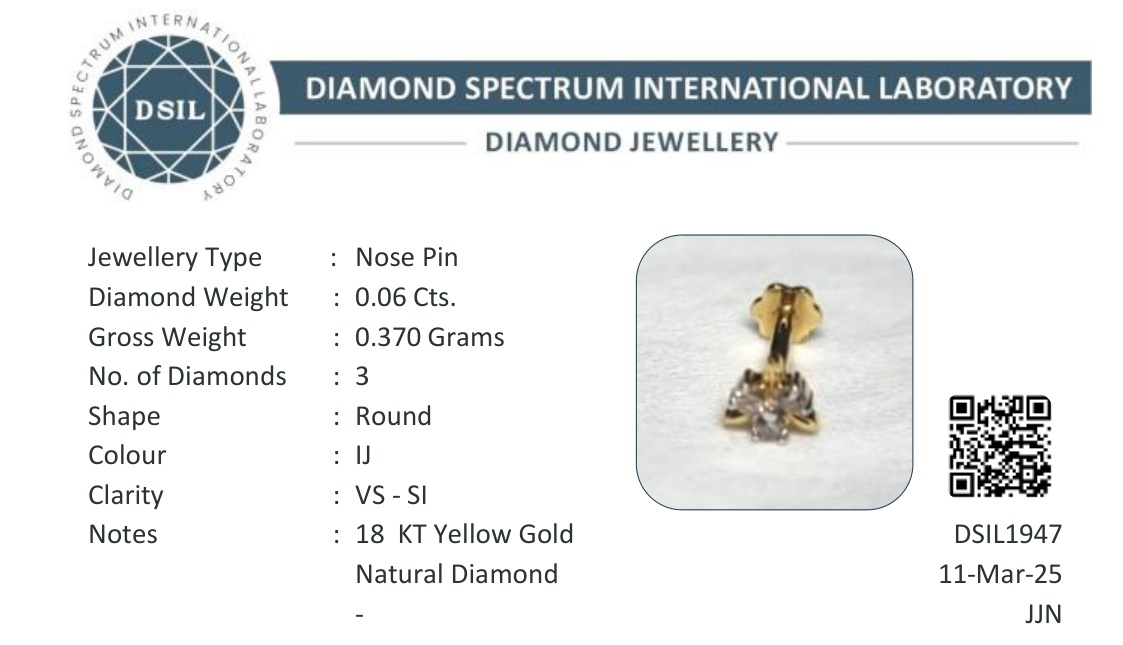 DIAMOND SPECTRUM INTERNATIONAL LABORATORY
DSIL
DIAMOND SPECTRUM INTERNATIONAL LABORATORY
DIAMOND JEWELLERY
Jewellery Type : Nose Pin
Diamond Weight : 0.06 Cts.
Gross Weight : 0.370 Grams
No. of Diamonds : 3
Shape : Round
Colour : IJ
Clarity : VS - SI
Notes : 18 KT Yellow Gold
Natural Diamond
-
DSIL1947
11-Mar-25
JJN